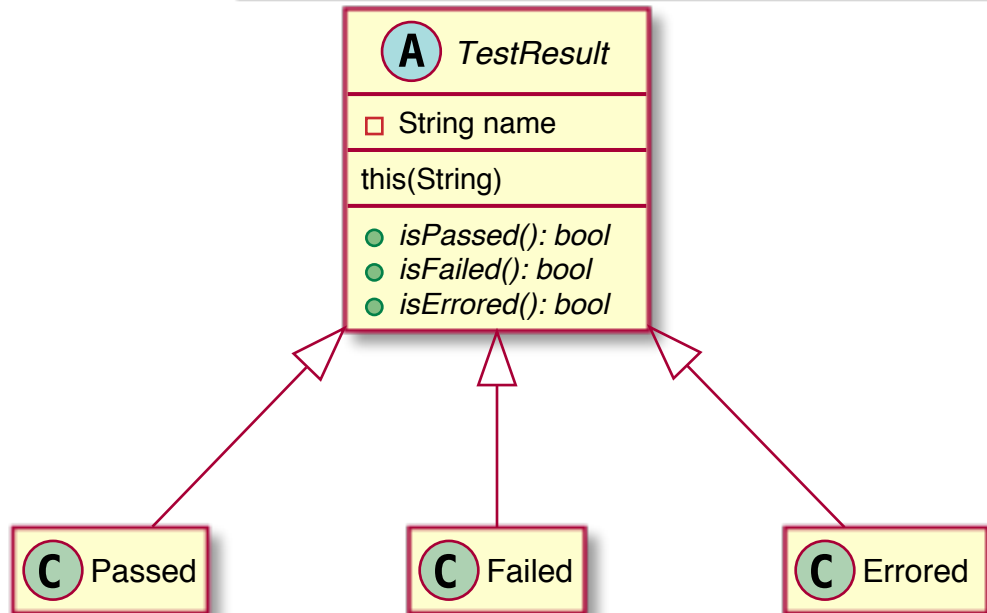 A TestResult
String name
this(String)
isPassed(): bool
isFailed(): bool
isErrored(): bool
C Passed
C Failed
C Errored